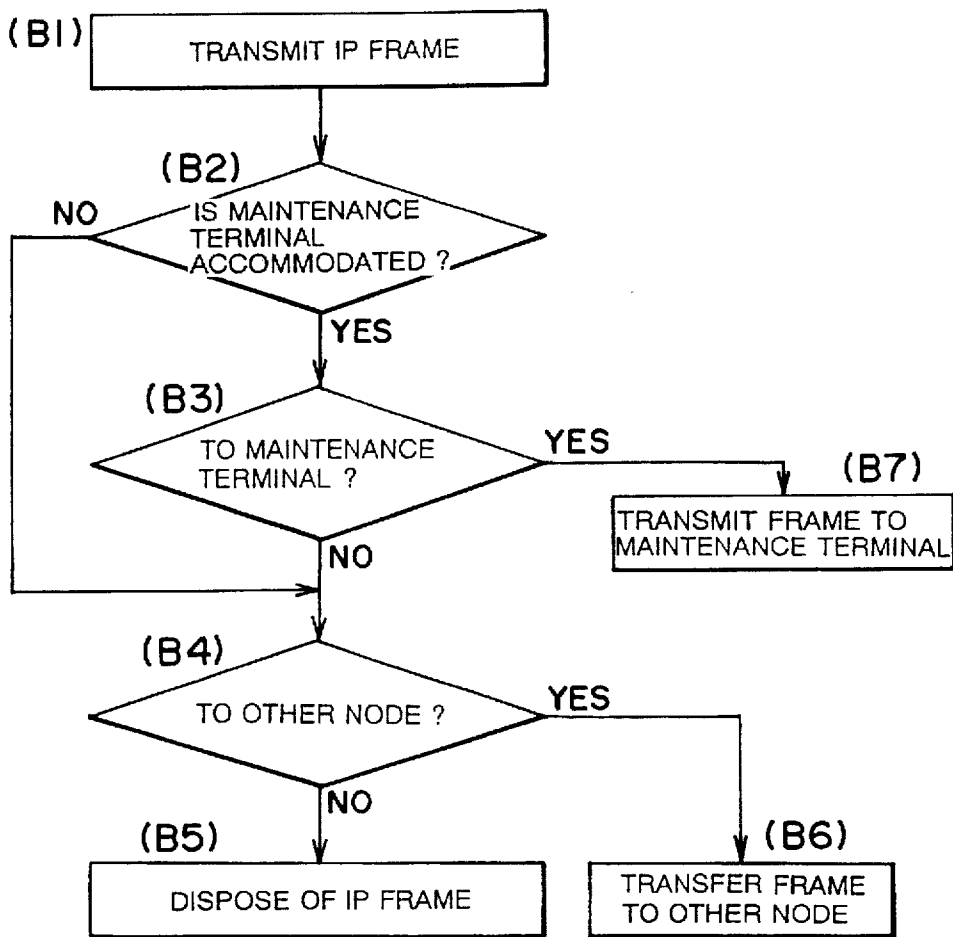 (B1)
TRANSMIT IP FRAME
(B2)
NO
IS MAINTENANCE
TERMINAL
ACCOMMODATED ?
YES
(B3)
TO MAINTENANCE
TERMINAL ?
YES
(B7)
TRANSMIT FRAME TO
MAINTENANCE TERMINAL
NO
(B4)
TO OTHER NODE ?
YES
NO
(B5)
DISPOSE OF IP FRAME
(B6)
TRANSFER FRAME
TO OTHER NODE